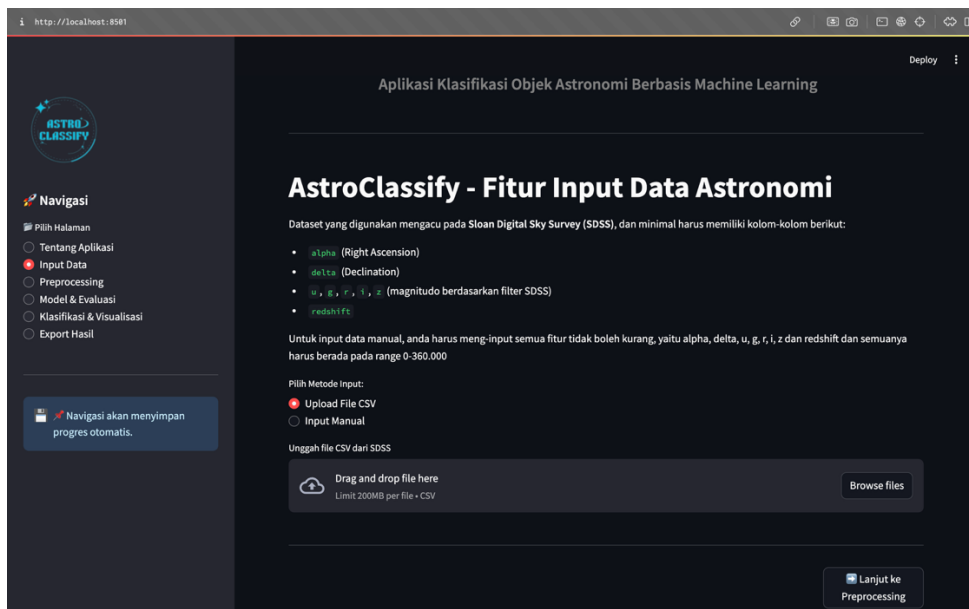 http://localhost:8501
Deploy
Aplikasi Klasifikasi Objek Astronomi Berbasis Machine Learning
ASTRO
CLASSIFY
🚀 Navigasi
📂 Pilih Halaman
Tentang Aplikasi
Input Data
Preprocessing
Model & Evaluasi
Klasifikasi & Visualisasi
Export Hasil
💾 📌 Navigasi akan menyimpan
progres otomatis.
AstroClassify - Fitur Input Data Astronomi
Dataset yang digunakan mengacu pada Sloan Digital Sky Survey (SDSS), dan minimal harus memiliki kolom-kolom berikut:
• alpha (Right Ascension)
• delta (Declination)
• u , g , r , i , z (magnitudo berdasarkan filter SDSS)
• redshift
Untuk input data manual, anda harus meng-input semua fitur tidak boleh kurang, yaitu alpha, delta, u, g, r, i, z dan redshift dan semuanya
harus berada pada range 0-360.000
Pilih Metode Input:
Upload File CSV
Input Manual
Unggah file CSV dari SDSS
Drag and drop file here
Limit 200MB per file • CSV
Browse files
➡️ Lanjut ke
Preprocessing